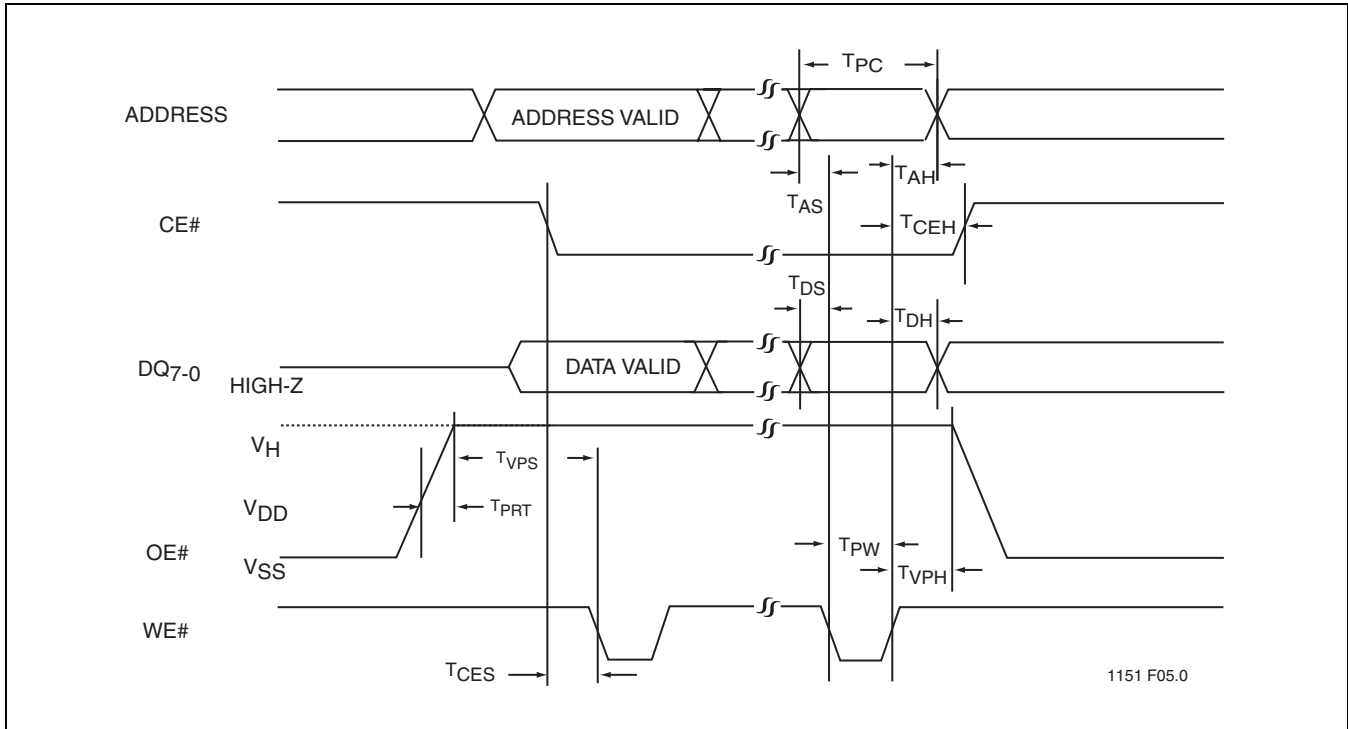 TPC
ADDRESS
ADDRESS VALID
TAH
TAS
CE#
TCEH
TDS
TDH
DQ7-0
HIGH-Z
DATA VALID
VH
TVPS
VDD
TPRT
OE#
VSS
TPW
TVPH
WE#
TCES
1151 F05.0